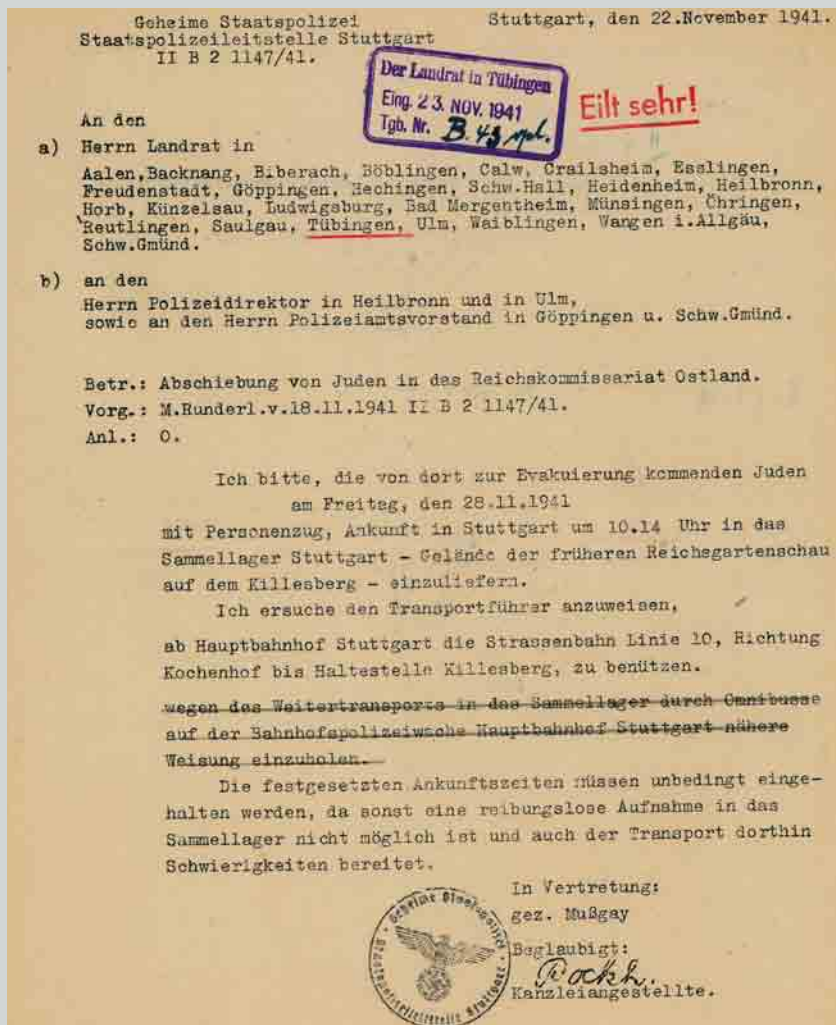 Geheime Staatspolizei
Staatspolizeileitstelle Stuttgart
II B 2 1147/41.
Stuttgart, den 22.November 1941.
Der Landrat in Tübingen
Eing. 23. NOV. 1941
Tgb. Nr. B. 43
Eilt sehr!
An den
a) Herrn Landrat in
Aalen,Backnang, Biberach, Böblingen, Calw, Crailsheim, Esslingen,
Freudenstadt, Göppingen, Hechingen, Schw.Hall, Heidenheim, Heilbronn,
Horb, Künzelsau, Ludwigsburg, Bad Mergentheim, Münsingen, Öhringen,
Reutlingen, Saulgau, Tübingen, Ulm, Waiblingen, Wangen i.Allgäu,
Schw.Gmünd.
b) an den
Herrn Polizeidirektor in Heilbronn und in Ulm,
sowie an den Herrn Polizeiamtsvorstand in Göppingen u. Schw.Gmünd.
Betr.: Abschiebung von Juden in das Reichskommissariat Ostland.
Vorg.: M.Runderl.v.18.11.1941 II B 2 1147/41.
Anl.: 0.
Ich bitte, die von dort zur Evakuierung kommenden Juden
am Freitag, den 28.11.1941
mit Personenzug, Ankunft in Stuttgart um 10.14 Uhr in das
Sammellager Stuttgart - Gelände der früheren Reichsgartenschau
auf dem Killesberg - einzuliefern.
Ich ersuche den Transportführer anzuweisen,
ab Hauptbahnhof Stuttgart die Strassenbahn Linie 10, Richtung
Kochenhof bis Haltestelle Killesberg, zu benützen.
wegen des Weitertransports in das Sammellager durch Omnibusse
auf der Bahnhofspolizeiwache Hauptbahnhof Stuttgart nähere
Weisung einzuholen.
Die festgesetzten Ankunftszeiten müssen unbedingt einge-
halten werden, da sonst eine reibungslose Aufnahme in das
Sammellager nicht möglich ist und auch der Transport dorthin
Schwierigkeiten bereitet.
In Vertretung:
gez. Mußgay
Beglaubigt:
Kanzleiangestellte.
Geheime Staatspolizei
Staatspolizeileitstelle Stuttgart